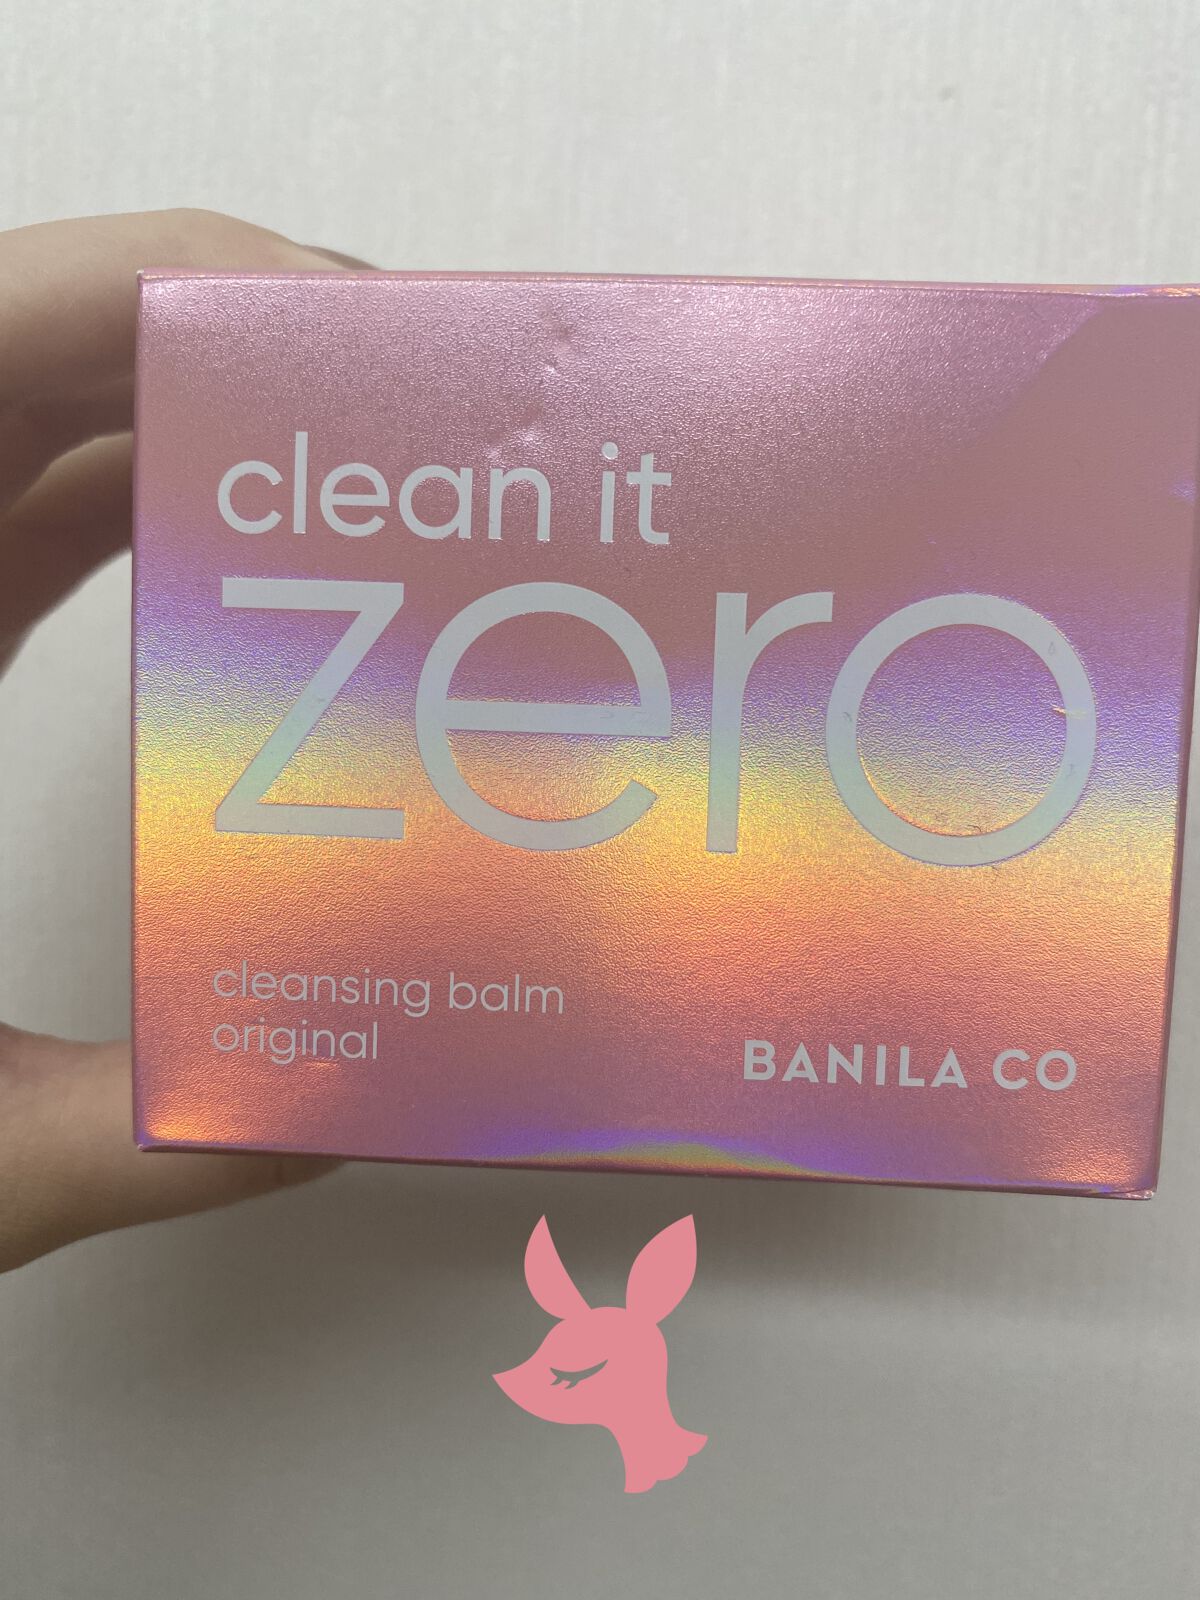 clean it
zero
cleansing balm
original
BANILA CO